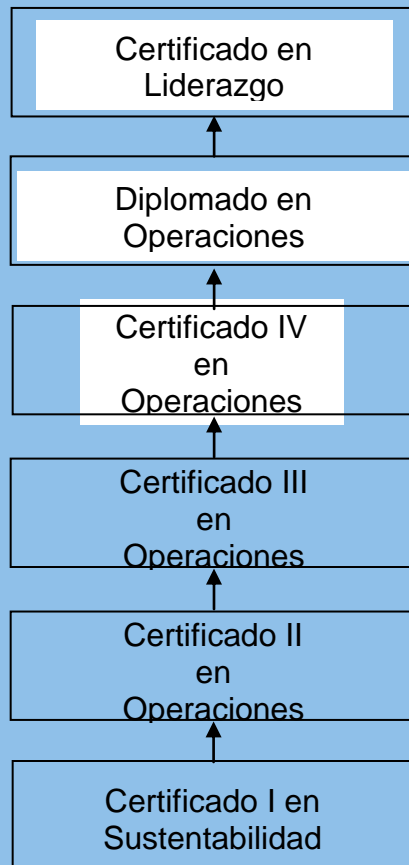 Certificado en
Liderazgo
Diplomado en
Operaciones
Certificado IV
en
Operaciones
Certificado III
en
Operaciones
Certificado II
en
Operaciones
Certificado I en
Sustentabilidad